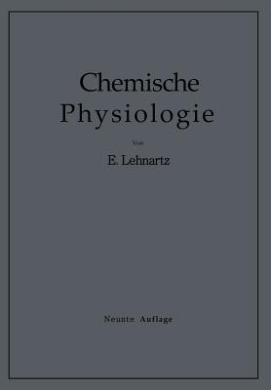 Chemische
Physiologie
Von
E. Lehnartz
Neunte Auflage